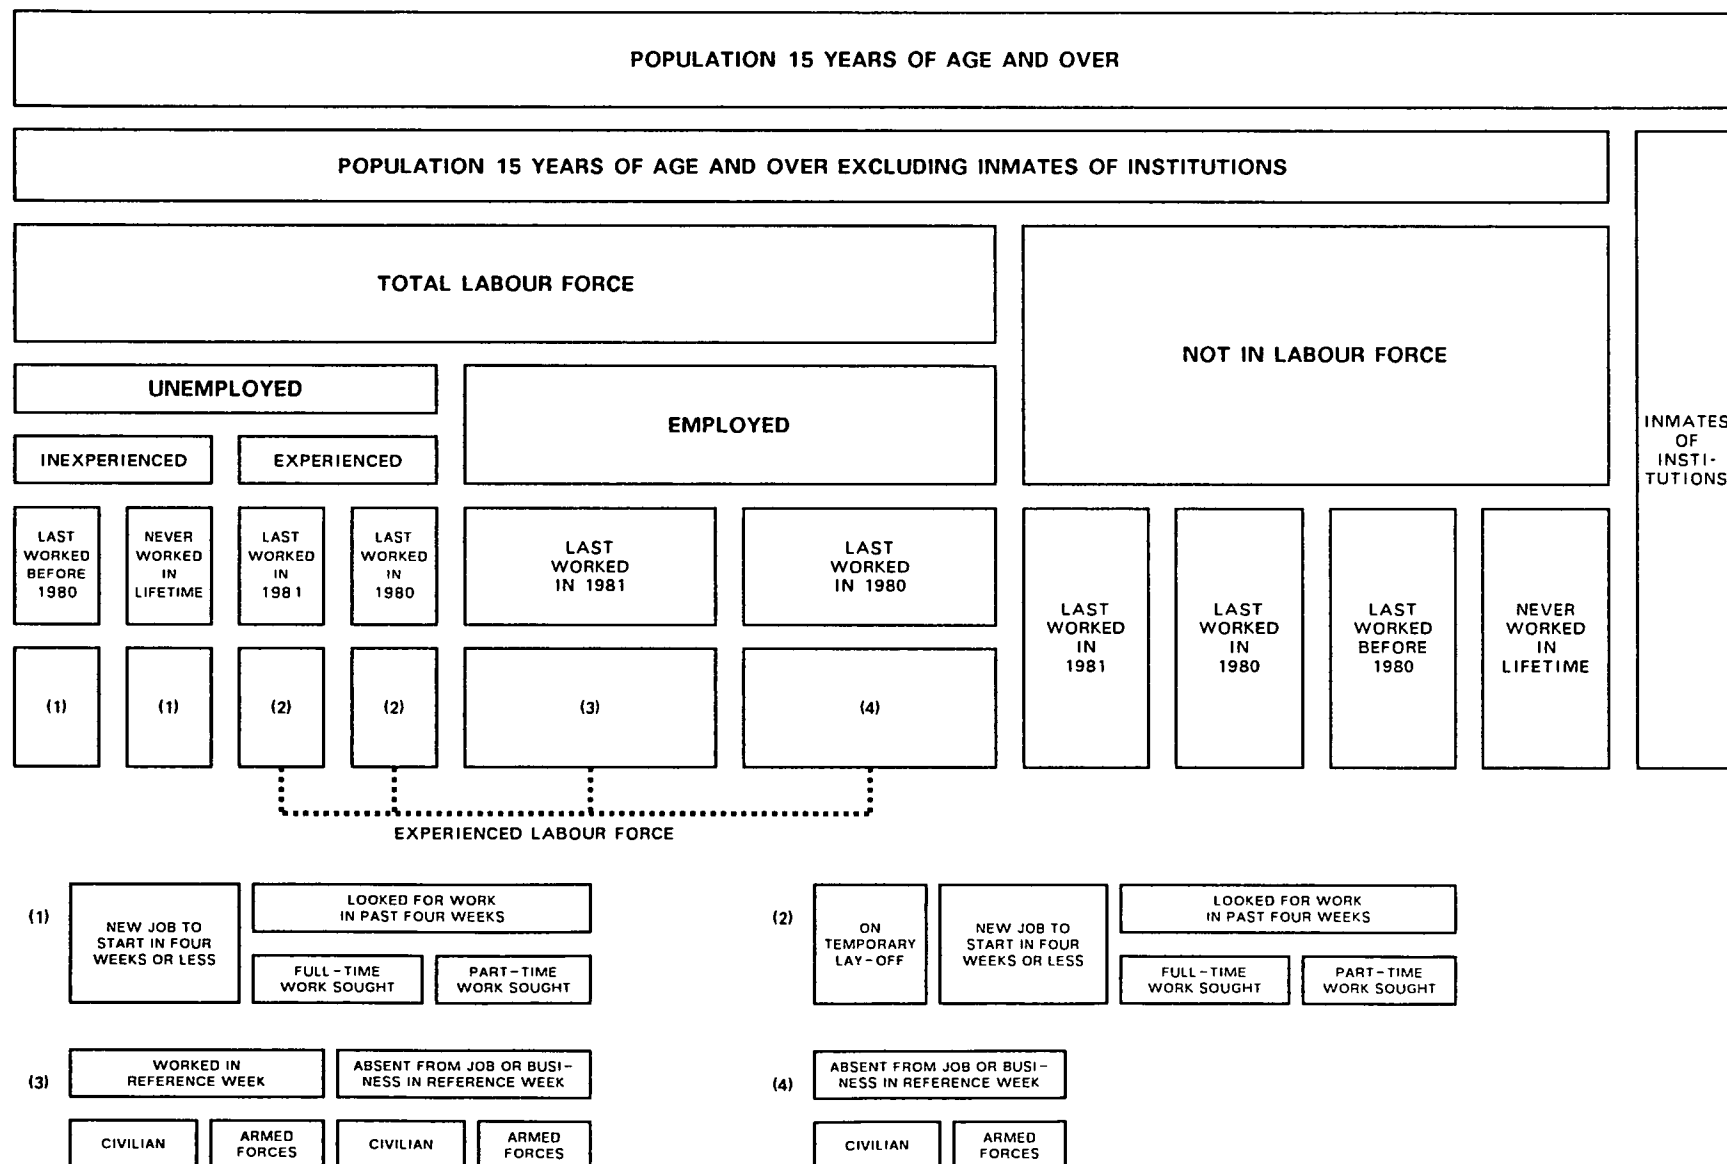 POPULATION 15 YEARS OF AGE AND OVER
POPULATION 15 YEARS OF AGE AND OVER EXCLUDING INMATES OF INSTITUTIONS
TOTAL LABOUR FORCE
NOT IN LABOUR FORCE
INMATES
OF
INSTI-
TUTIONS
UNEMPLOYED
EMPLOYED
INEXPERIENCED
EXPERIENCED
LAST
WORKED
BEFORE
1980
NEVER
WORKED
IN
LIFETIME
LAST
WORKED
IN
1981
LAST
WORKED
IN
1980
LAST
WORKED
IN 1981
LAST
WORKED
IN 1980
LAST
WORKED
IN
1981
LAST
WORKED
IN
1980
LAST
WORKED
BEFORE
1980
NEVER
WORKED
IN
LIFETIME
(1)
(1)
(2)
(2)
(3)
(4)
EXPERIENCED LABOUR FORCE
(1)
NEW JOB TO
START IN FOUR
WEEKS OR LESS
LOOKED FOR WORK
IN PAST FOUR WEEKS
FULL-TIME
WORK SOUGHT
PART-TIME
WORK SOUGHT
(2)
ON
TEMPORARY
LAY-OFF
NEW JOB TO
START IN FOUR
WEEKS OR LESS
LOOKED FOR WORK
IN PAST FOUR WEEKS
FULL-TIME
WORK SOUGHT
PART-TIME
WORK SOUGHT
(3)
WORKED IN
REFERENCE WEEK
ABSENT FROM JOB OR BUSI-
NESS IN REFERENCE WEEK
CIVILIAN
ARMED
FORCES
CIVILIAN
ARMED
FORCES
(4)
ABSENT FROM JOB OR BUSI-
NESS IN REFERENCE WEEK
CIVILIAN
ARMED
FORCES